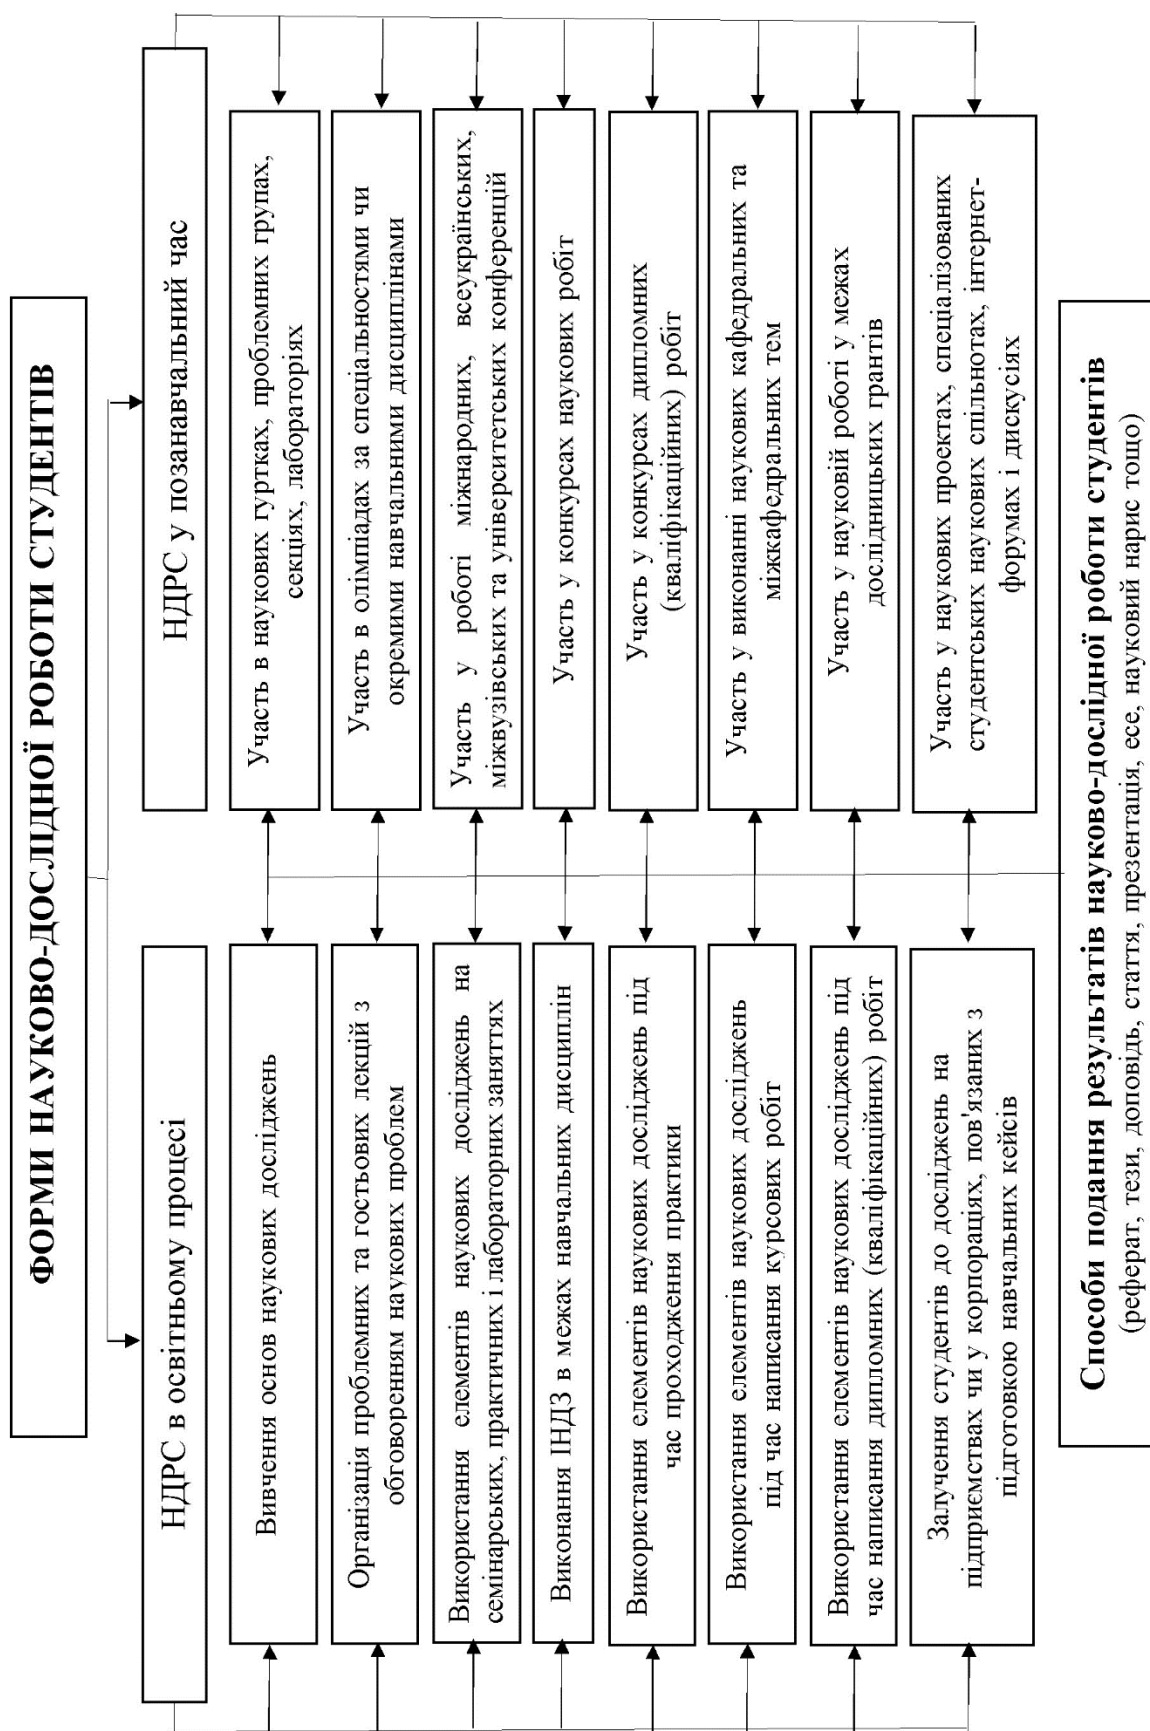 ФОРМИ НАУКОВО-ДОСЛІДНОЇ РОБОТИ СТУДЕНТІВ
НДРС в освітньому процесі
Вивчення основ наукових досліджень
Організація проблемних та гостьових лекцій з
обговоренням наукових проблем
Використання елементів наукових досліджень на
семінарських, практичних і лабораторних заняттях
Виконання ІНДЗ в межах навчальних дисциплін
Використання елементів наукових досліджень під
час проходження практики
Використання елементів наукових досліджень
під час написання курсових робіт
Використання елементів наукових досліджень під
час написання дипломних (кваліфікаційних) робіт
Залучення студентів до досліджень на
підприємствах чи у корпораціях, пов'язаних з
підготовкою навчальних кейсів
НДРС у позанавчальний час
Участь в наукових гуртках, проблемних групах,
секціях, лабораторіях
Участь в олімпіадах за спеціальностями чи
окремими навчальними дисциплінами
Участь у роботі міжнародних, всеукраїнських,
міжвузівських та університетських конференцій
Участь у конкурсах наукових робіт
Участь у конкурсах дипломних
(кваліфікаційних) робіт
Участь у виконанні наукових кафедральних та
міжкафедральних тем
Участь у науковій роботі у межах
дослідницьких грантів
Участь у наукових проектах, спеціалізованих
студентських наукових спільнотах, інтернет-
форумах і дискусіях
Способи подання результатів науково-дослідної роботи студентів
(реферат, тези, доповідь, стаття, презентація, есе, науковий нарис тощо)